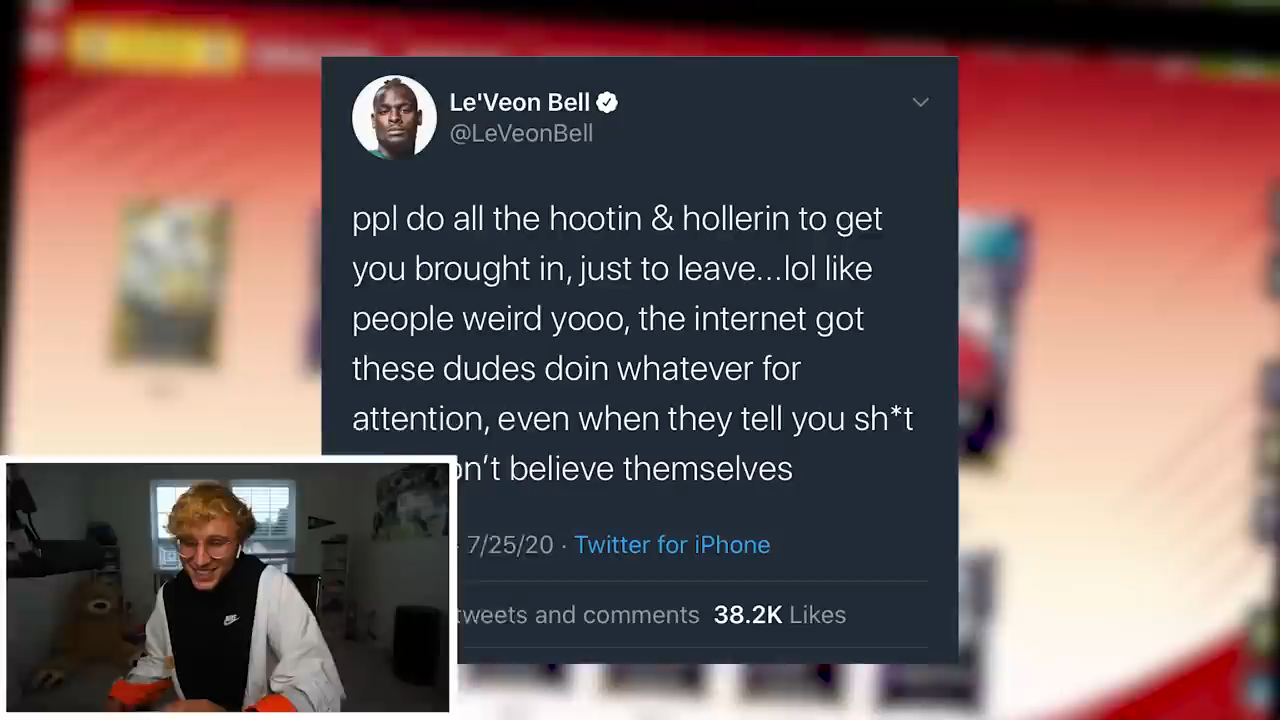 Le'Veon Bell
@LeVeonBell
ppl do all the hootin & hollerin to get
you brought in, just to leave...lol like
people weird yooo, the internet got
these dudes doin whatever for
attention, even when they tell you sh*t
n't believe themselves
· 7/25/20 · Twitter for iPhone
tweets and comments 38.2K Likes
NIKE